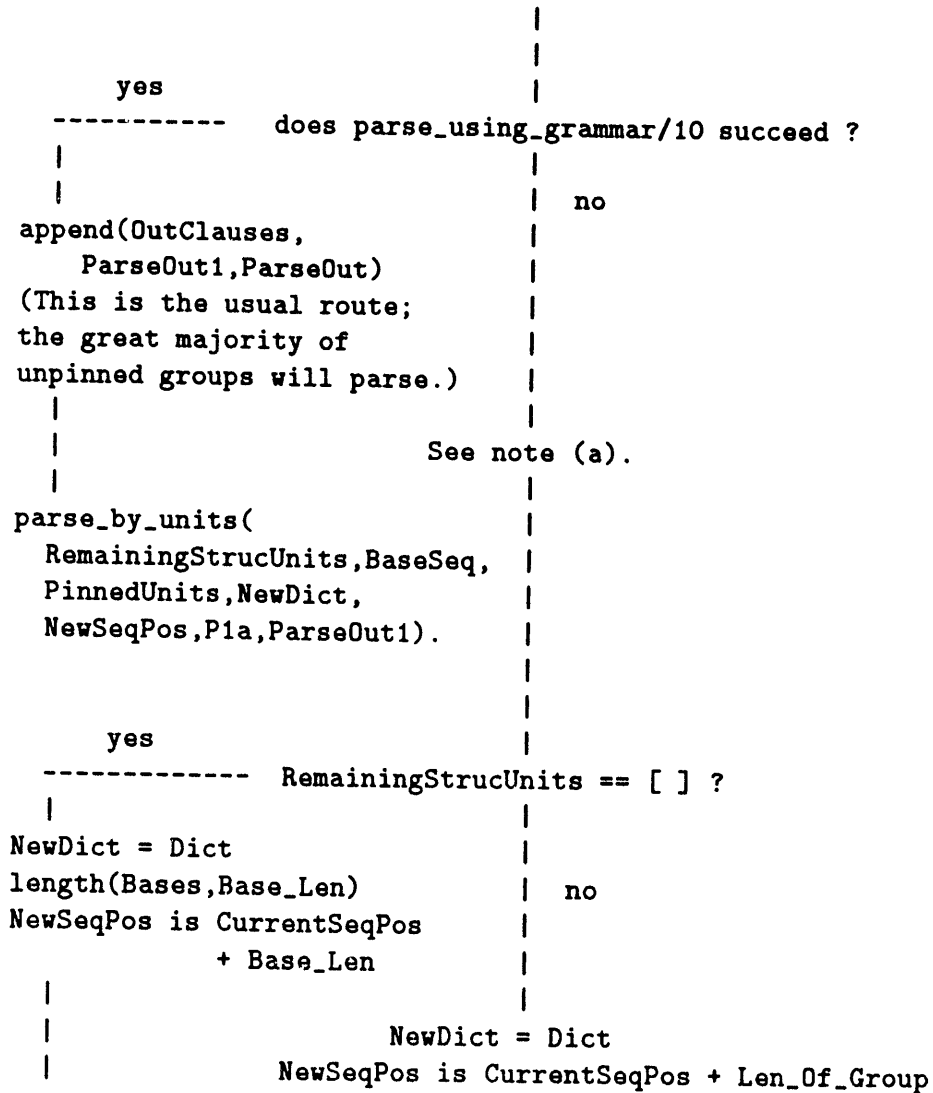 yes
does parse_using_grammar/10 succeed ?
no
append(OutClauses,
ParseOut1,ParseOut)
(This is the usual route;
the great majority of
unpinned groups will parse.)
See note (a).
parse_by_units(
RemainingStrucUnits,BaseSeq,
PinnedUnits,NewDict,
NewSeqPos,P1a,ParseOut1).
yes
RemainingStrucUnits == [ ] ?
NewDict = Dict
length(Bases,Base_Len)
no
NewSeqPos is CurrentSeqPos
+ Base_Len
NewDict = Dict
NewSeqPos is CurrentSeqPos + Len_Of_Group